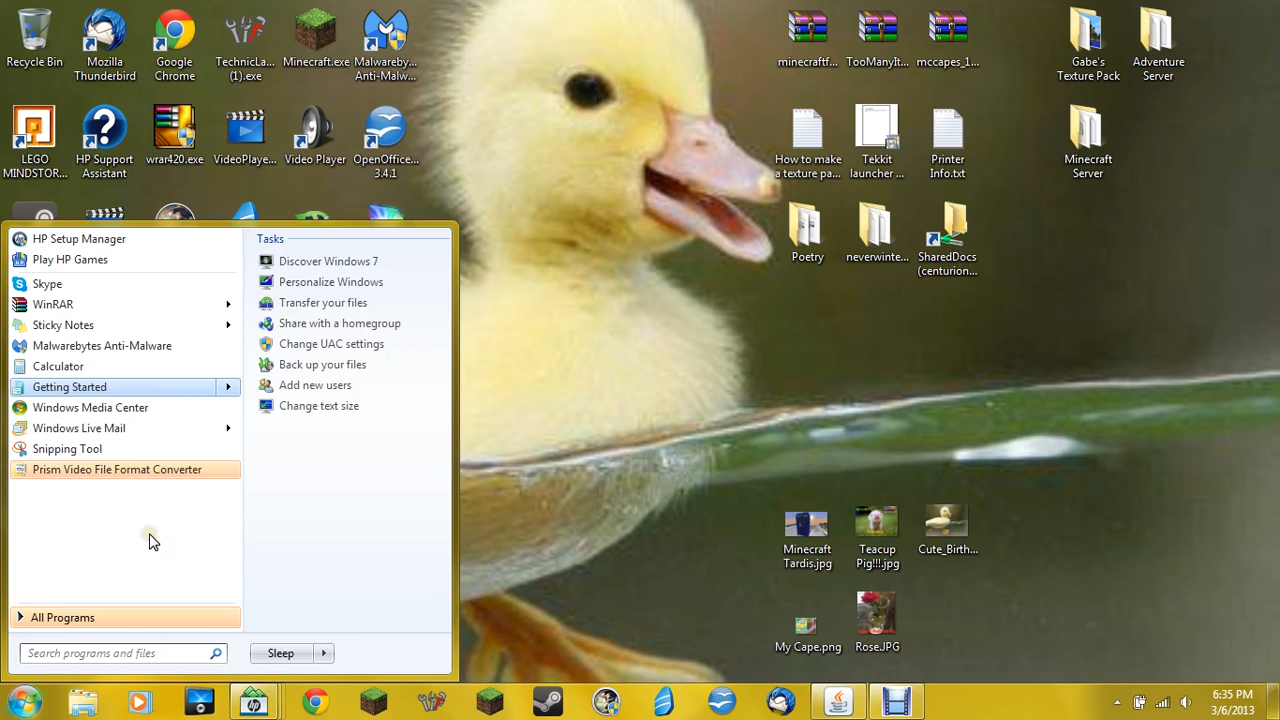 Recycle Bin
Mozilla
Thunderbird
Google
Chrome
TechnicLa...
(1).exe
Minecraft.exe
Malwareby...
Anti-Malw...
minecraftf...
TooManyIt...
mccapes_1...
Gabe's
Texture Pack
Adventure
Server
LEGO
MINDSTOR...
HP Support
Assistant
wrar420.exe
VideoPlaye...
Video Player
OpenOffice...
3.4.1
How to make
a texture pa...
Tekkit
launcher ...
Printer
Info.txt
Minecraft
Server
Poetry
neverwinte...
SharedDocs
(centurion...
HP Setup Manager
Play HP Games
Skype
WinRAR
Sticky Notes
Malwarebytes Anti-Malware
Calculator
Getting Started
Windows Media Center
Windows Live Mail
Snipping Tool
Prism Video File Format Converter
All Programs
Search programs and files
Tasks
Discover Windows 7
Personalize Windows
Transfer your files
Share with a homegroup
Change UAC settings
Back up your files
Add new users
Change text size
Sleep
Minecraft
Tardis.jpg
Teacup
Pig!!!.jpg
Cute_Birth...
My Cape.png
RoseJPG
6:35 PM
3/6/2013